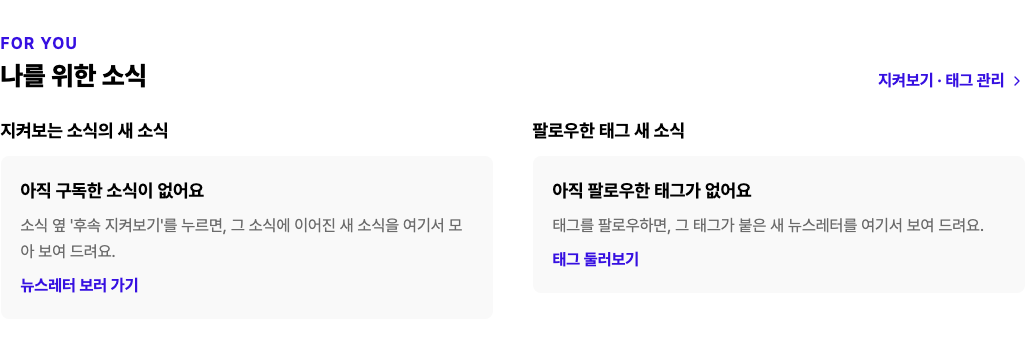 FOR YOU
나를 위한 소식
지켜보기 · 태그 관리 >
지켜보는 소식의 새 소식
아직 구독한 소식이 없어요
소식 옆 '후속 지켜보기'를 누르면, 그 소식에 이어진 새 소식을 여기서 모
아 보여 드려요.
뉴스레터 보러 가기
팔로우한 태그 새 소식
아직 팔로우한 태그가 없어요
태그를 팔로우하면, 그 태그가 붙은 새 뉴스레터를 여기서 보여 드려요.
태그 둘러보기